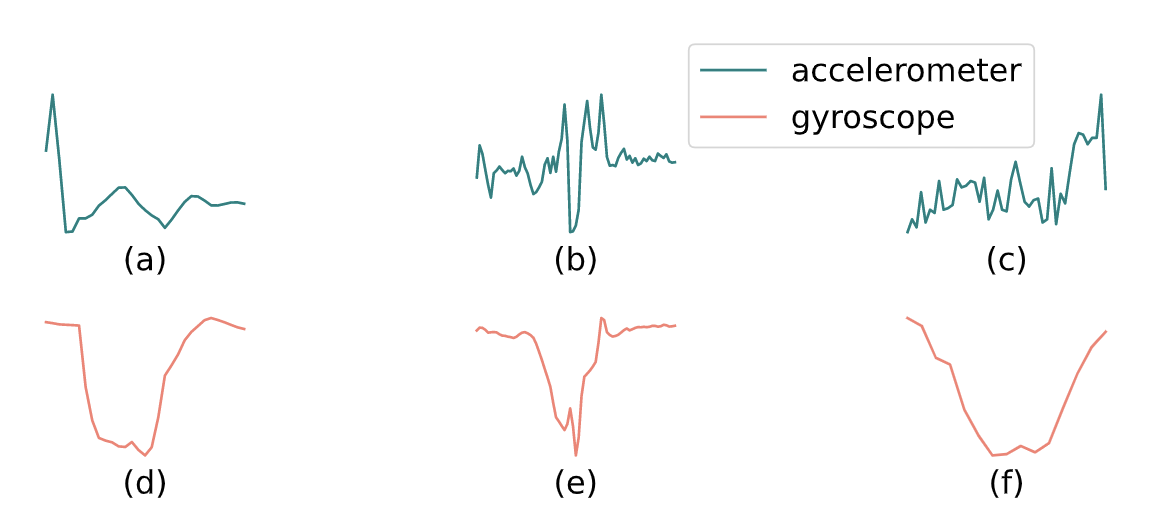 accelerometer
gyroscope
(a)
(b)
(c)
(d)
(e)
(f)